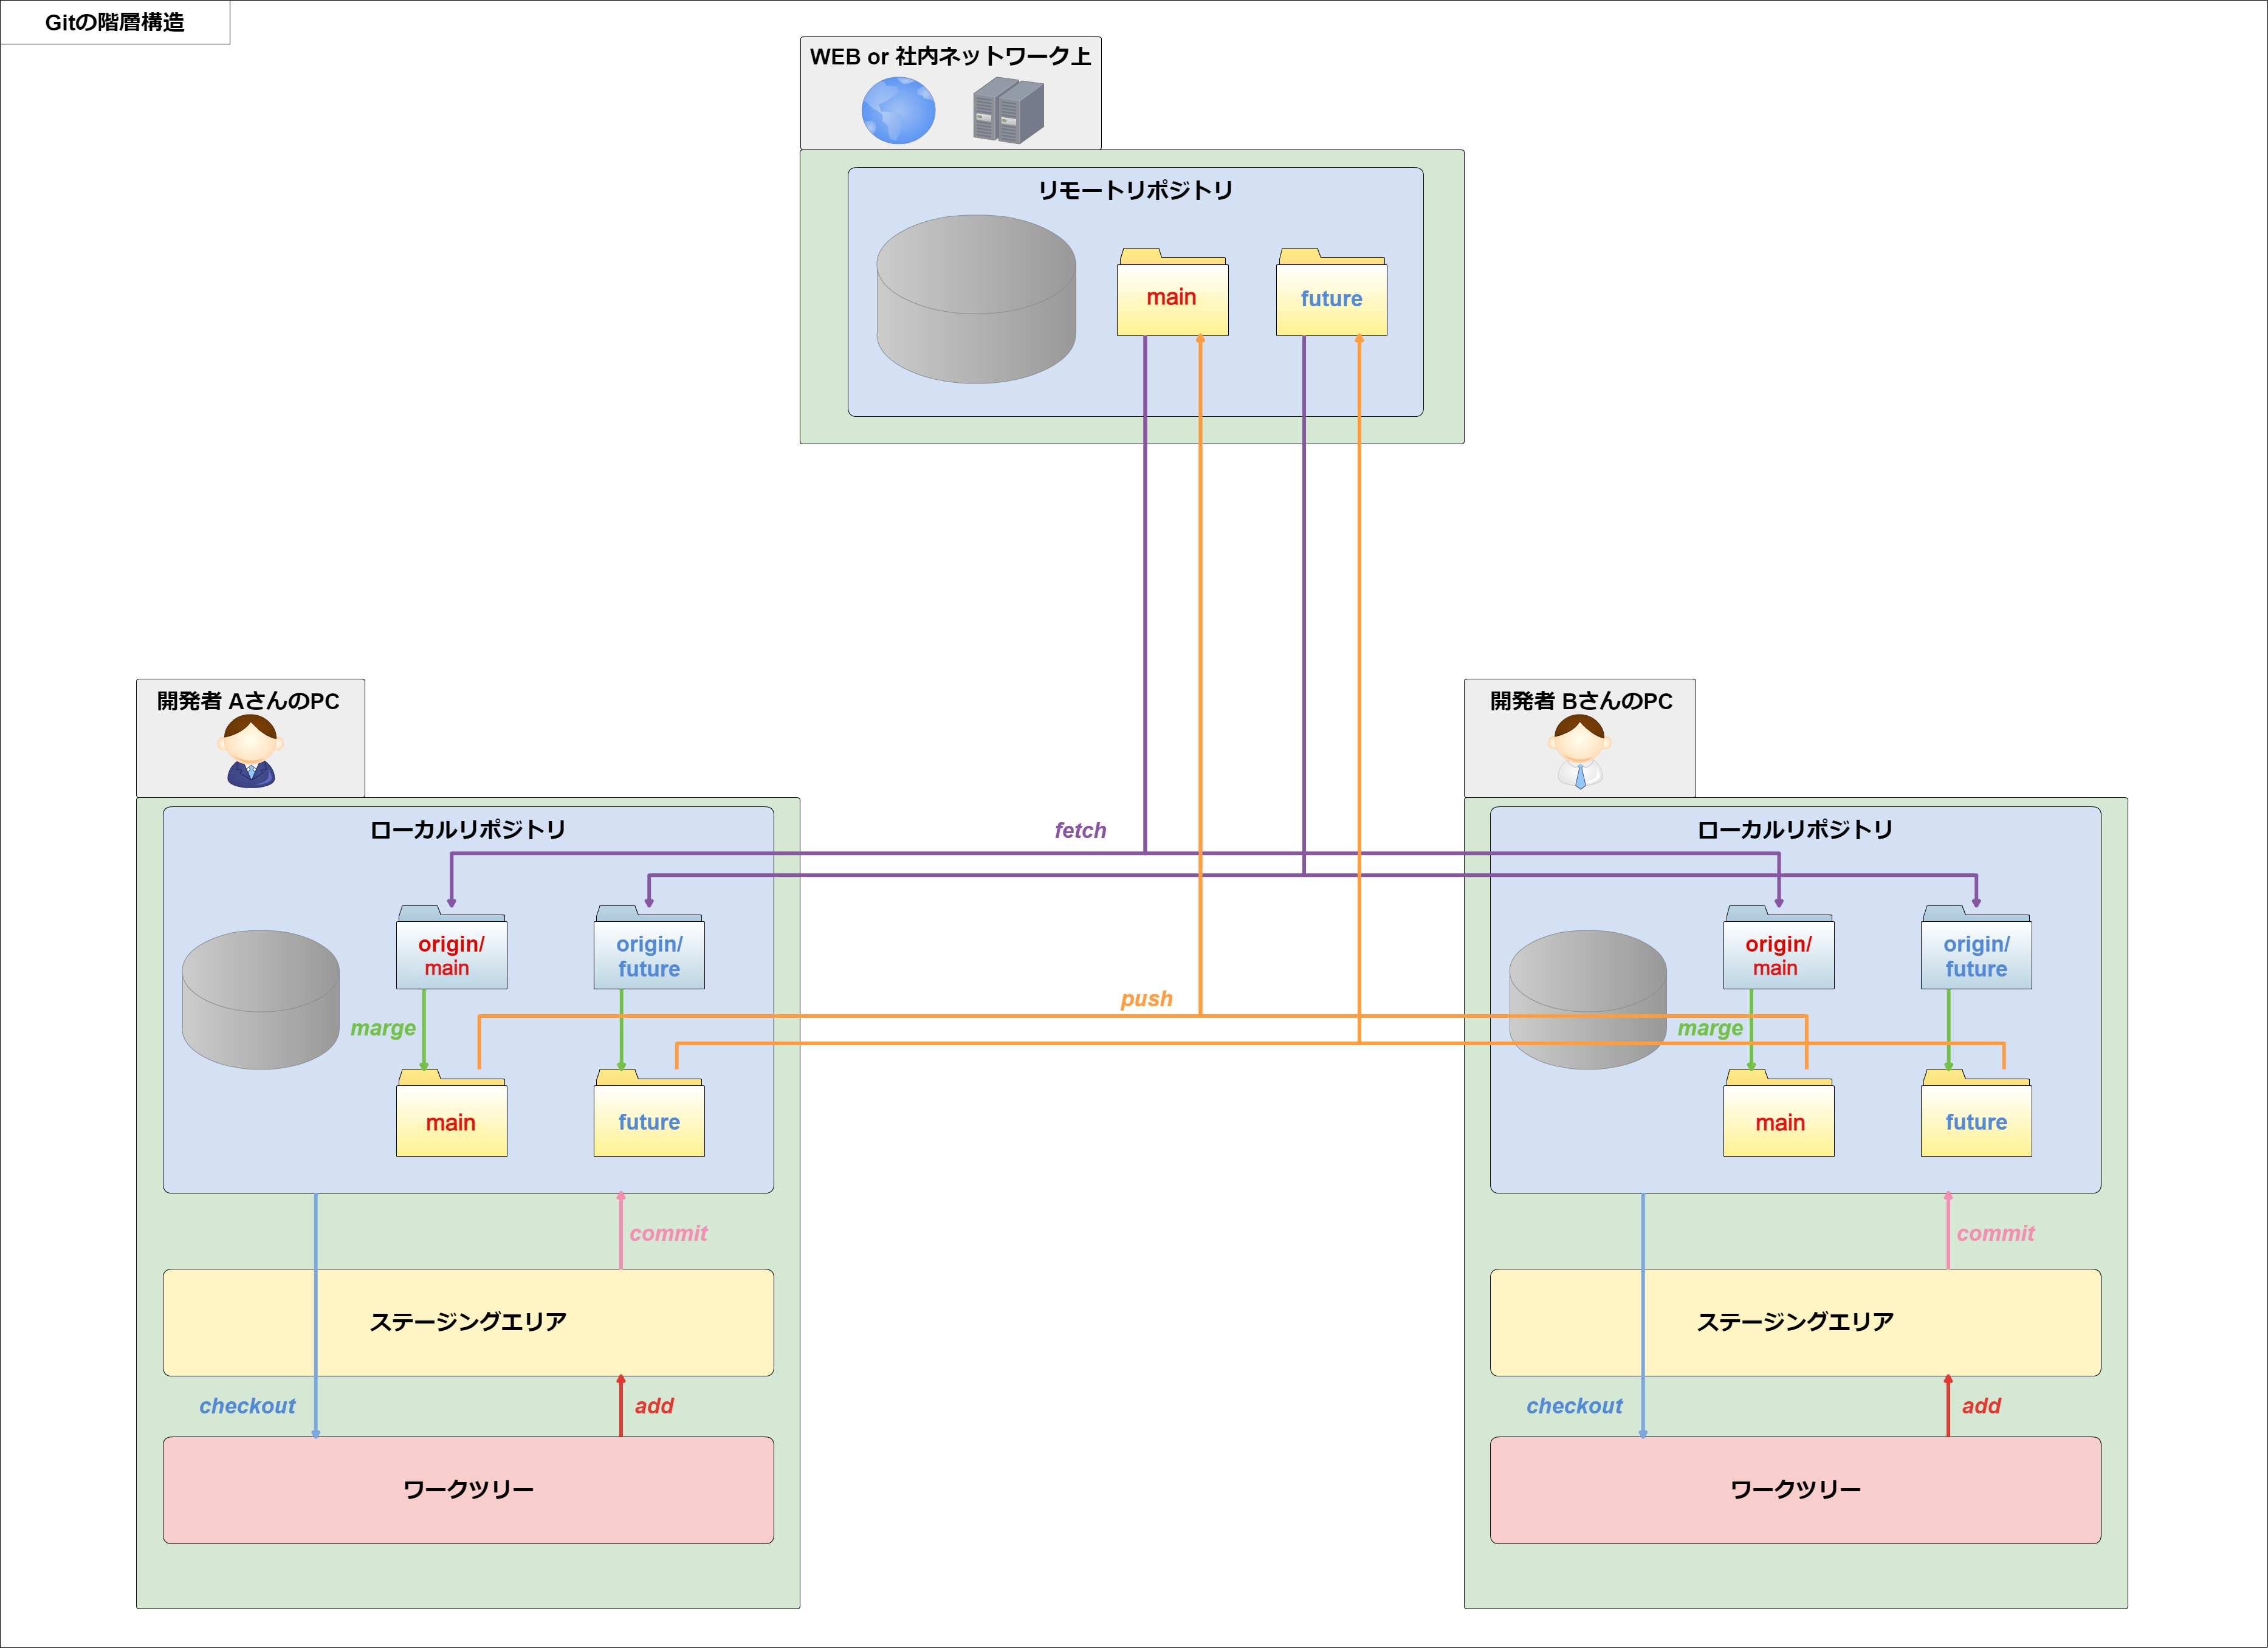 Gitの階層構造
WEB or 社内ネットワーク上
リモートリポジトリ
main
future
開発者 AさんのPC
開発者 BさんのPC
ローカルリポジトリ
fetch
ローカルリポジトリ
origin/
main
origin/
future
origin/
main
origin/
future
push
marge
marge
main
future
main
future
commit
commit
ステージングエリア
ステージングエリア
checkout
add
checkout
add
ワークツリー
ワークツリー